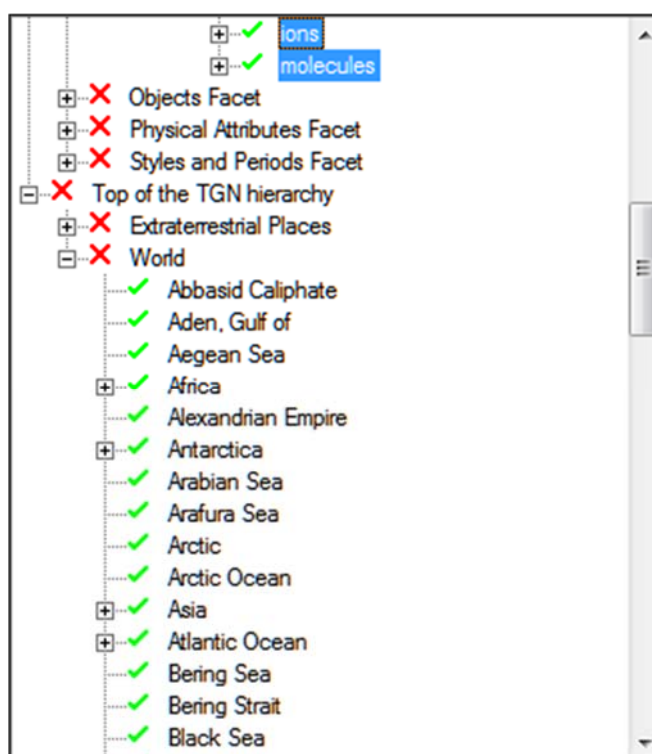 ions
molecules
Objects Facet
Physical Attributes Facet
Styles and Periods Facet
Top of the TGN hierarchy
Extraterrestrial Places
World
Abbasid Caliphate
Aden, Gulf of
Aegean Sea
Africa
Alexandrian Empire
Antarctica
Arabian Sea
Arafura Sea
Arctic
Arctic Ocean
Asia
Atlantic Ocean
Bering Sea
Bering Strait
Black Sea